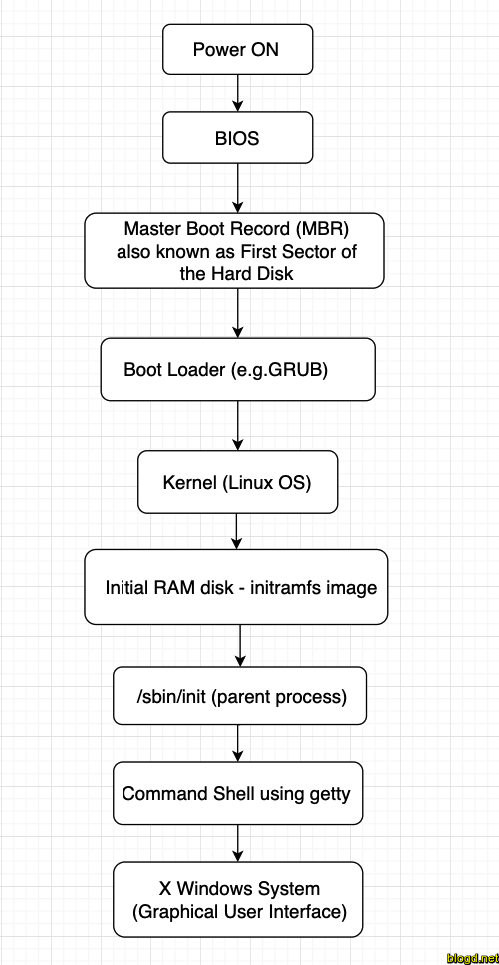 Power ON
BIOS
Master Boot Record (MBR)
also known as First Sector of
the Hard Disk
Boot Loader (e.g.GRUB)
Kernel (Linux OS)
Initial RAM disk - initramfs image
/sbin/init (parent process)
Command Shell using getty
X Windows System
(Graphical User Interface)
blogd.net